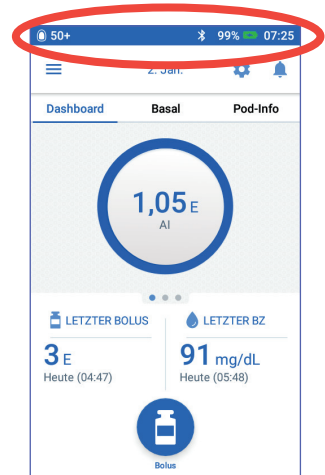 50+ 99% 07:25
2. Jan.
Dashboard Basal Pod-Info
1,05 E
AI
LETZTER BOLUS LETZTER BZ
3 E 91 mg/dL
Heute (04:47) Heute (05:48)
Bolus